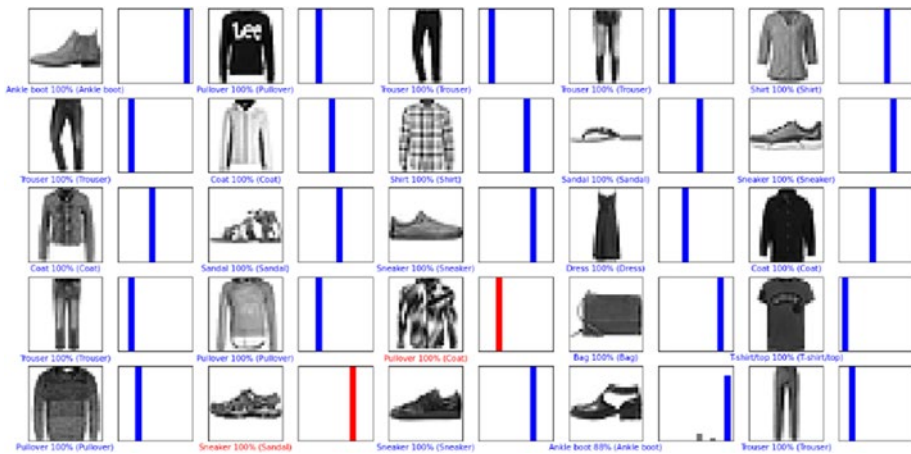 Lee
Ankle boot 100% (Ankle boot)
Pullover 100% (Pullover)
Trouser 100% (Trouser)
Trouser 100% (Trouser)
Shirt 100% (Shirt)
Trouser 100% (Trouser)
Coat 100% (Coat)
Shirt 100% (Shirt)
Sandal 100% (Sandal)
Sneaker 100% (Sneaker)
Coat 100% (Coat)
Sandal 100% (Sandal)
Sneaker 100% (Sneaker)
Dress 100% (Dress)
Coat 100% (Coat)
Trouser 100% (Trouser)
Pullover 100% (Pullover)
Pullover 100% (Coat)
Bag 100% (Bag)
T-shirt/top 100% (T-shirt/top)
Pullover 100% (Pullover)
Sneaker 100% (Sandal)
Sneaker 100% (Sneaker)
Ankle boot 88% (Ankle boot)
Trouser 100% (Trouser)